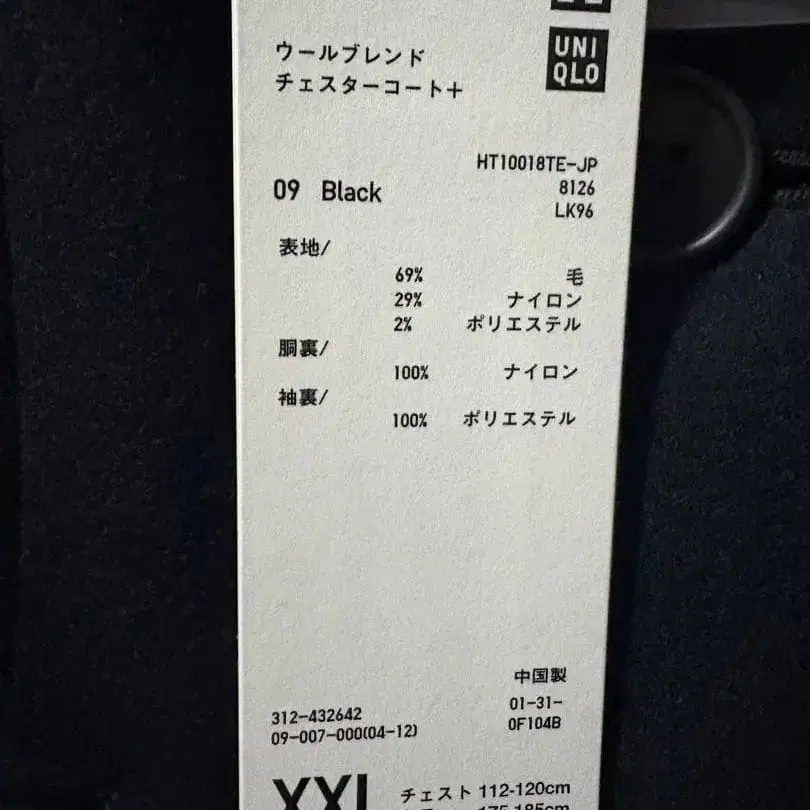 UNI
QLO
ウールブレンド
チェスターコート+
HT10018TE-JP
09 Black
8126
LK96
表地/
69% 毛
29% ナイロン
2% ポリエステル
胴裏/
100% ナイロン
袖裏/
100% ポリエステル
中国製
312-432642
01-31-
09-007-000(04-12)
0F104B
XXL
チェスト 112-120cm
175-185cm